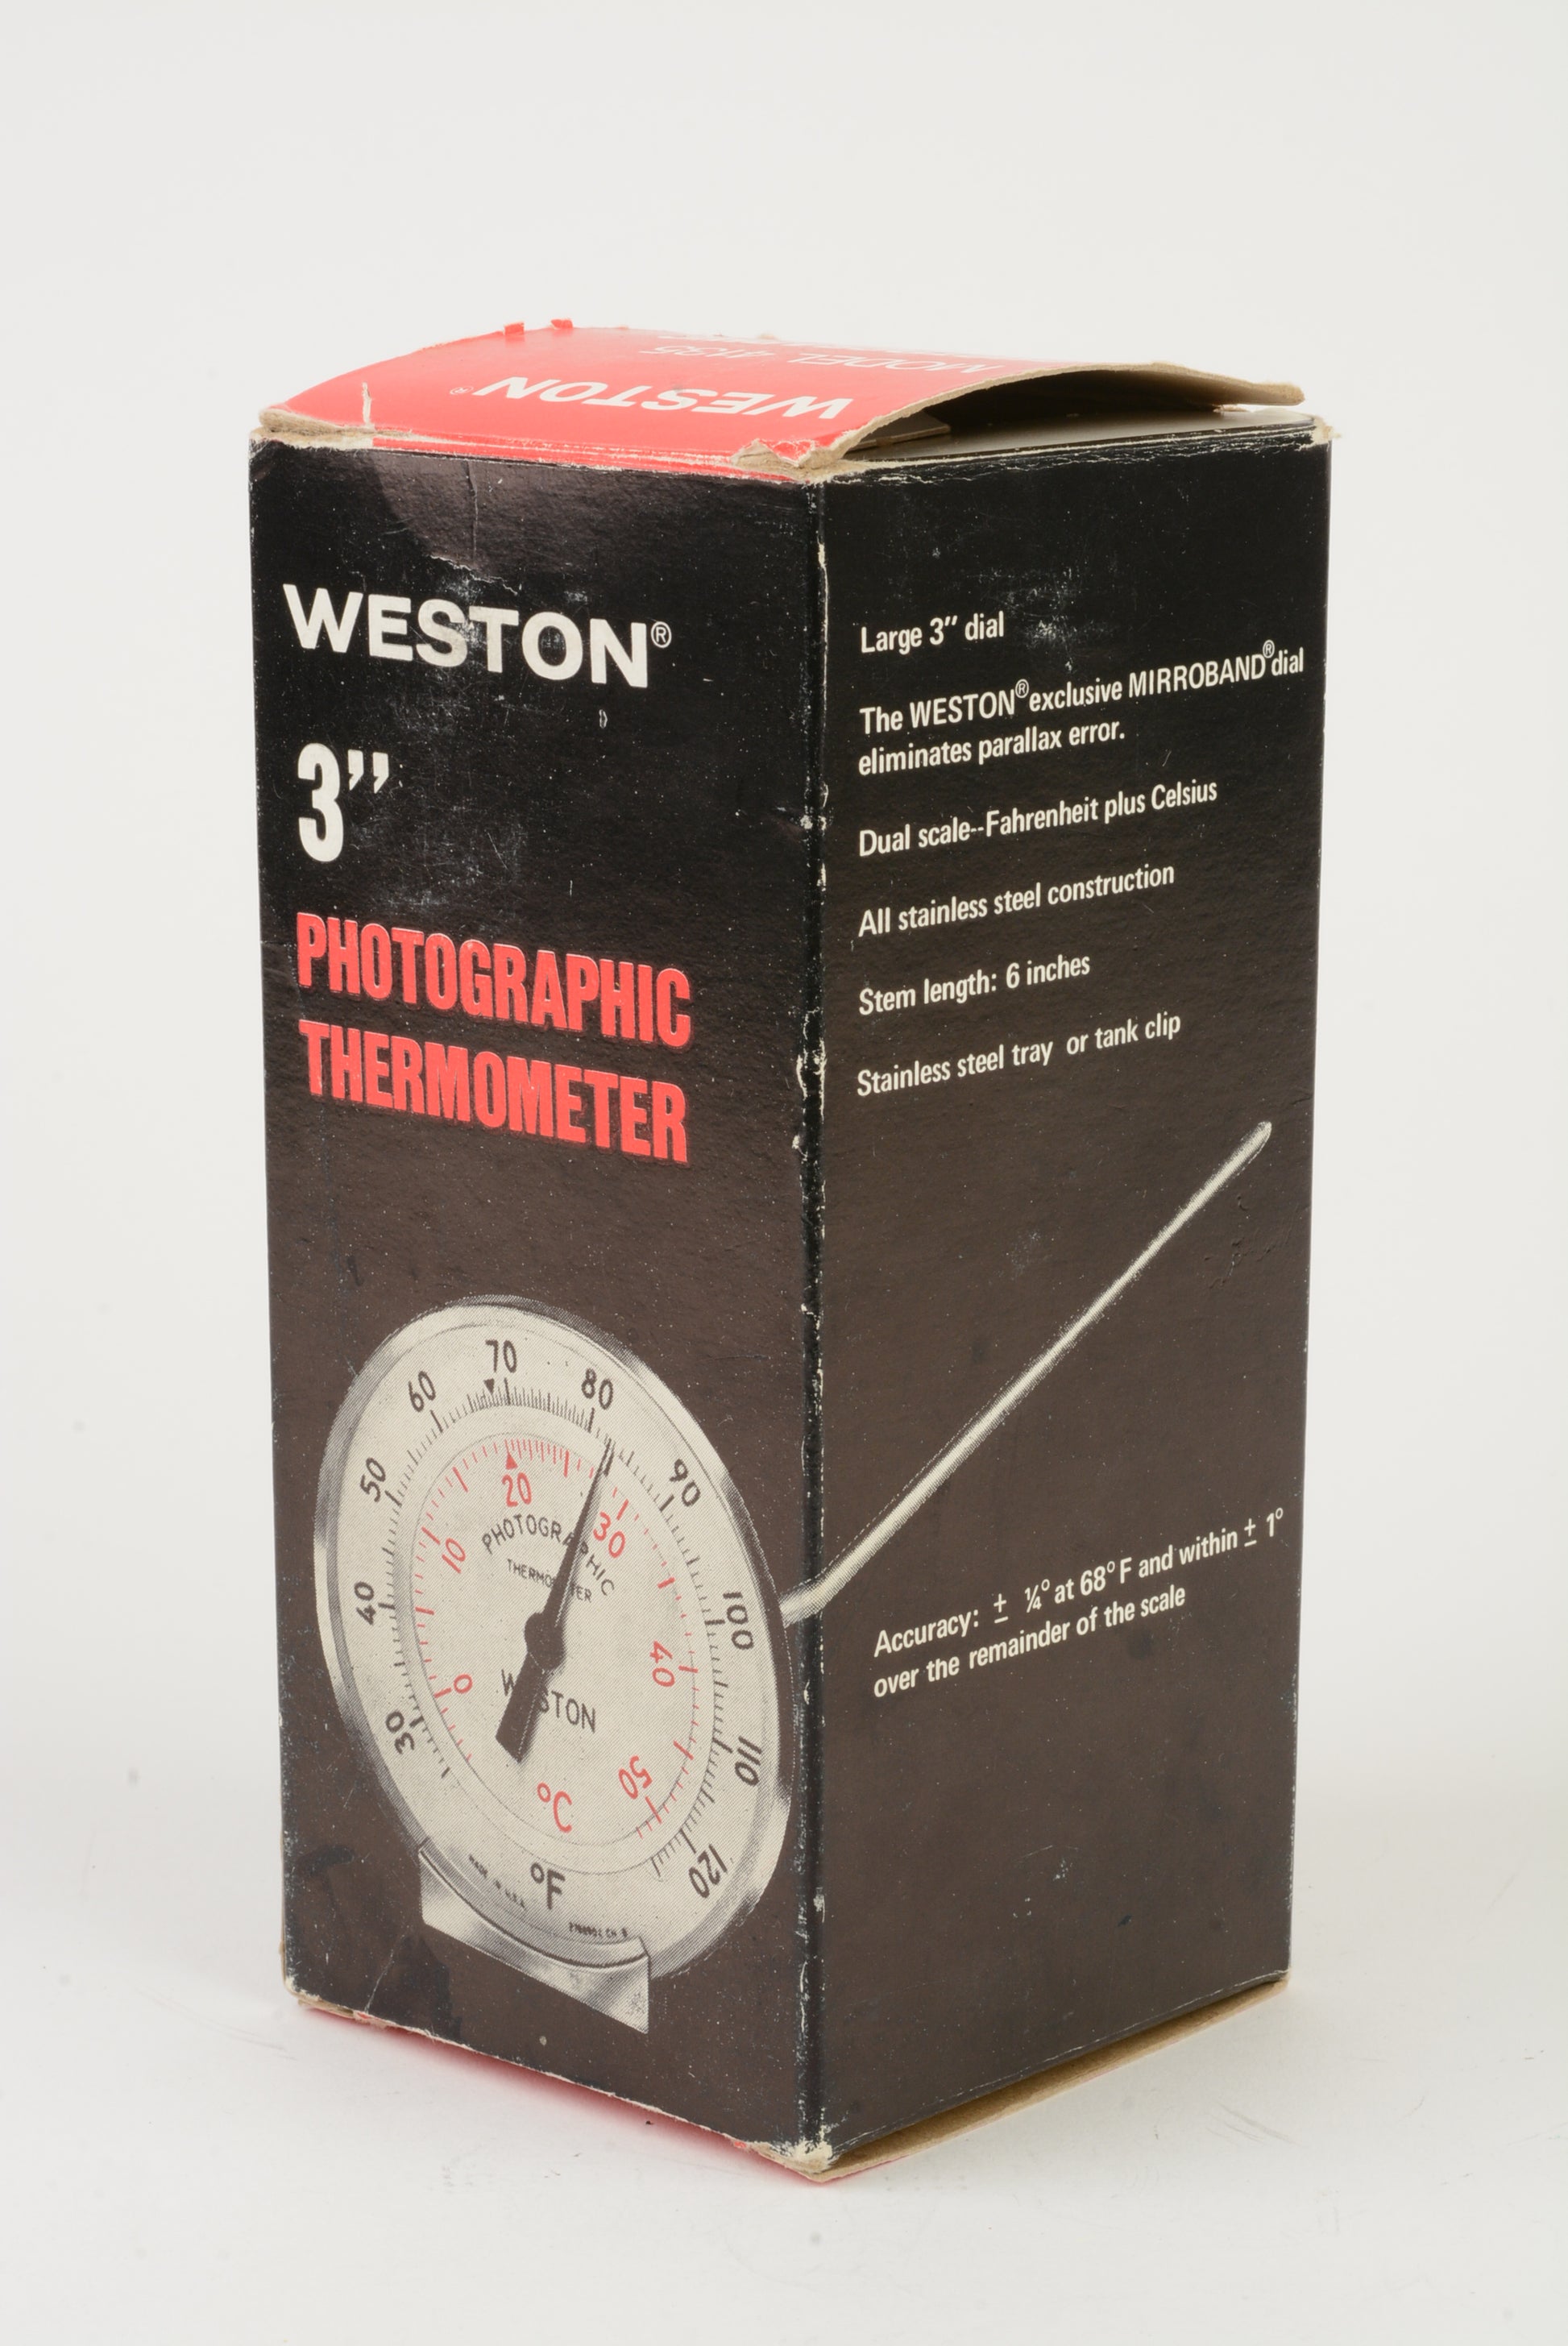 MODEL 4135
WESTON®
WESTON®
3"
PHOTOGRAPHIC
THERMOMETER
70
60
80
50
90
20
PHOTOGRAPHIC
30
10
THERMOMETER
40
100
40
0
WESTON
30
110
50
°C
120
°F
MADE IN U.S.A.
Large 3" dial
The WESTON® exclusive MIRROBAND® dial
eliminates parallax error.
Dual scale--Fahrenheit plus Celsius
All stainless steel construction
Stem length: 6 inches
Stainless steel tray or tank clip
Accuracy: ± ¼° at 68° F and within ± 1°
over the remainder of the scale